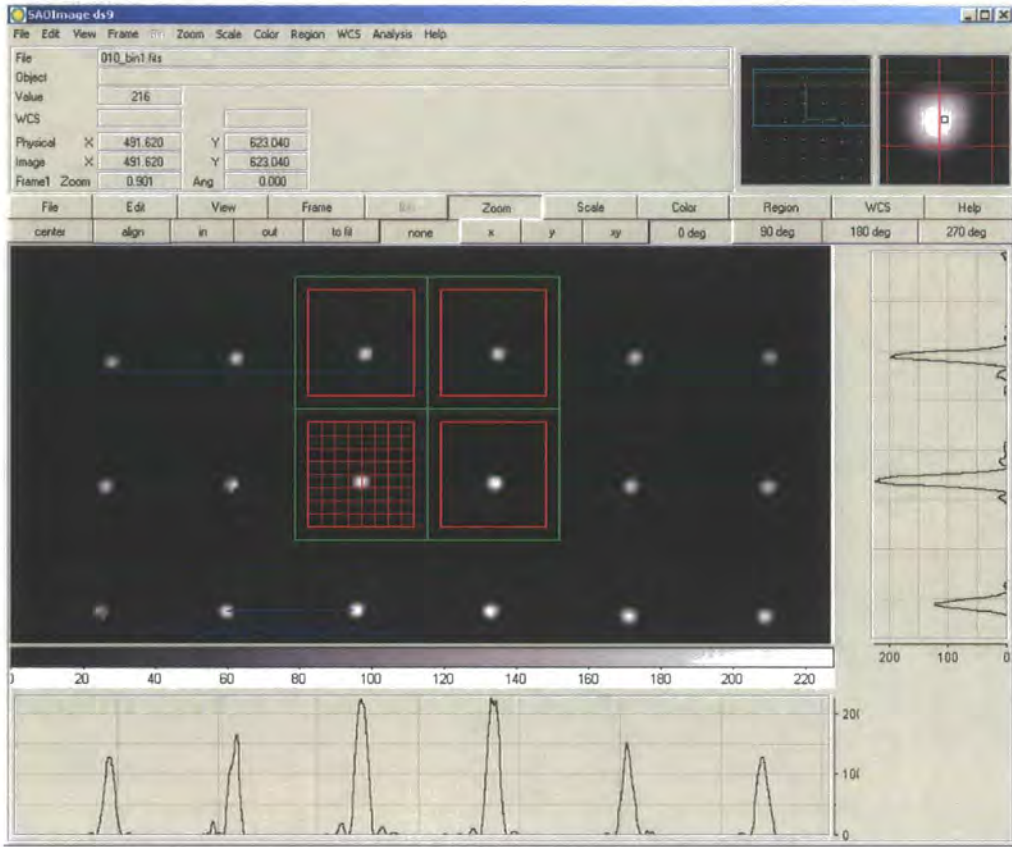 SAOImage ds9
File Edit View Frame Bin Zoom Scale Color Region WCS Analysis Help
File 010_bin1.fits
Object
Value 216
WCS
Physical X 491.620 Y 623.040
Image X 491.620 Y 623.040
Frame1 Zoom 0.901 Ang 0.000
File Edit View Frame Bin Zoom Scale Color Region WCS Help
center align in out to fit none x y xy 0 deg 90 deg 180 deg 270 deg
200 100 0
0 20 40 60 80 100 120 140 160 180 200 220
200
100
0